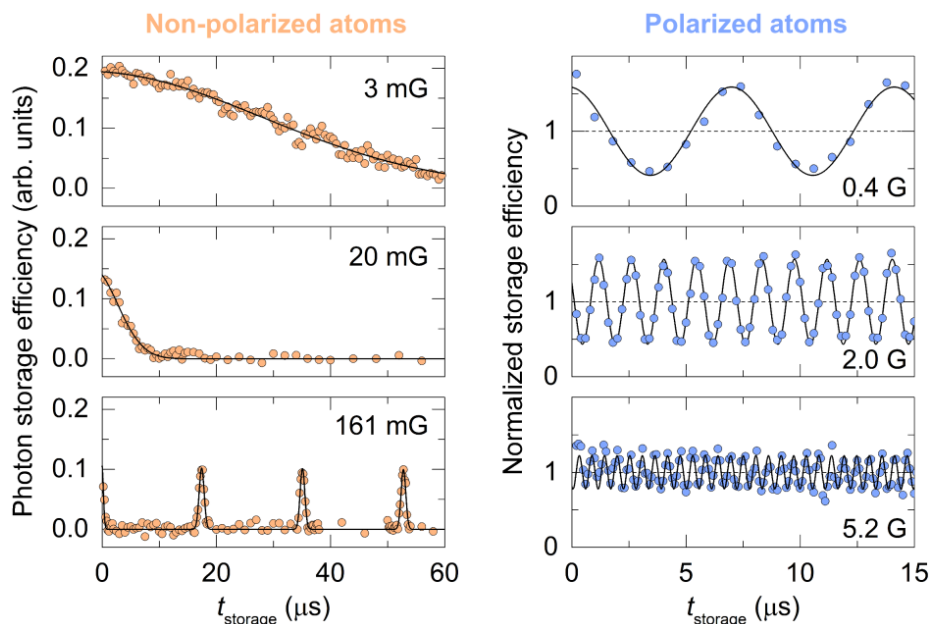 Non-polarized atoms
Polarized atoms
Photon storage efficiency (arb. units)
0.2
0.1
0.0
3 mG
0.2
0.1
0.0
20 mG
0.2
0.1
0.0
161 mG
0
20
40
60
t_storage (μs)
Normalized storage efficiency
1
0
0.4 G
1
0
2.0 G
1
0
5.2 G
0
5
10
15
t_storage (μs)